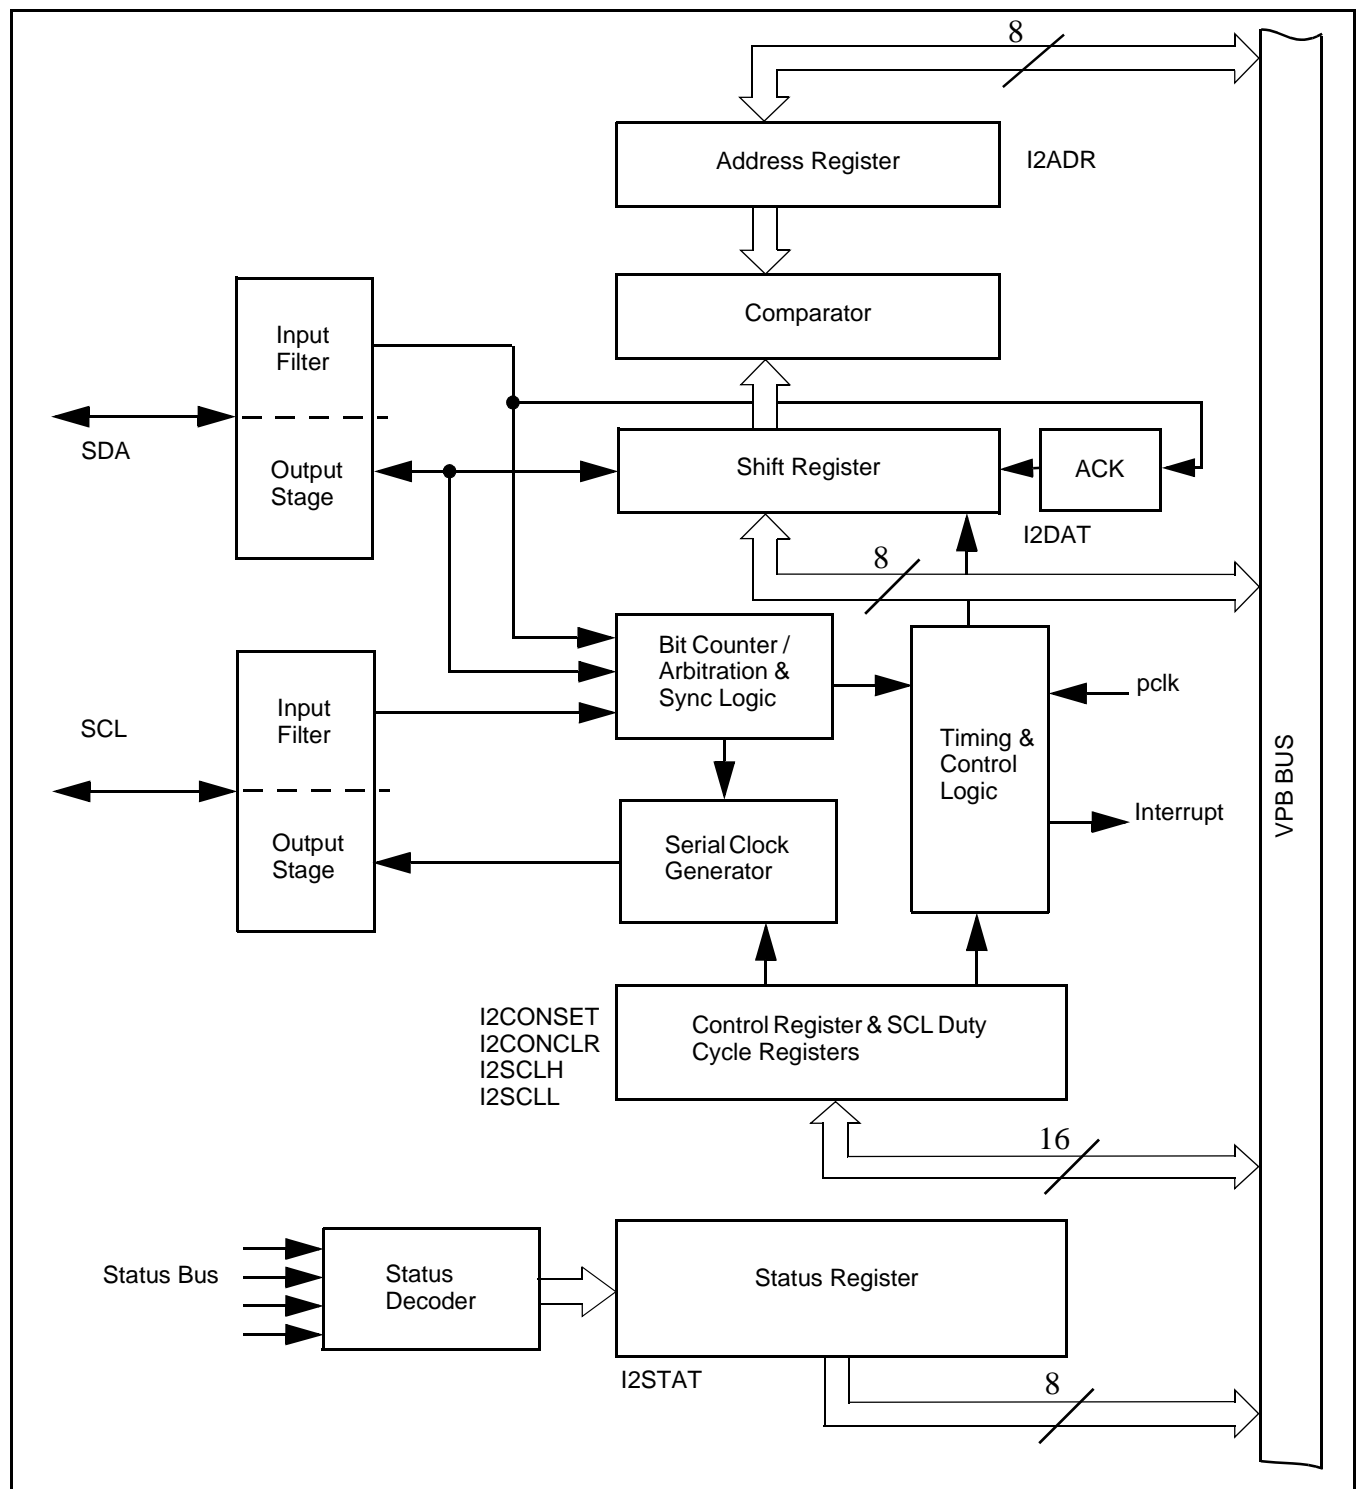 8
Address Register
I2ADR
Comparator
Input
Filter
SDA
Output
Stage
Shift Register
ACK
I2DAT
8
Bit Counter /
Arbitration &
Sync Logic
pclk
Input
Filter
SCL
Timing &
Control
Logic
VPB BUS
Interrupt
Output
Stage
Serial Clock
Generator
I2CONSET
I2CONCLR
I2SCLH
I2SCLL
Control Register & SCL Duty
Cycle Registers
16
Status Bus
Status
Decoder
Status Register
I2STAT
8